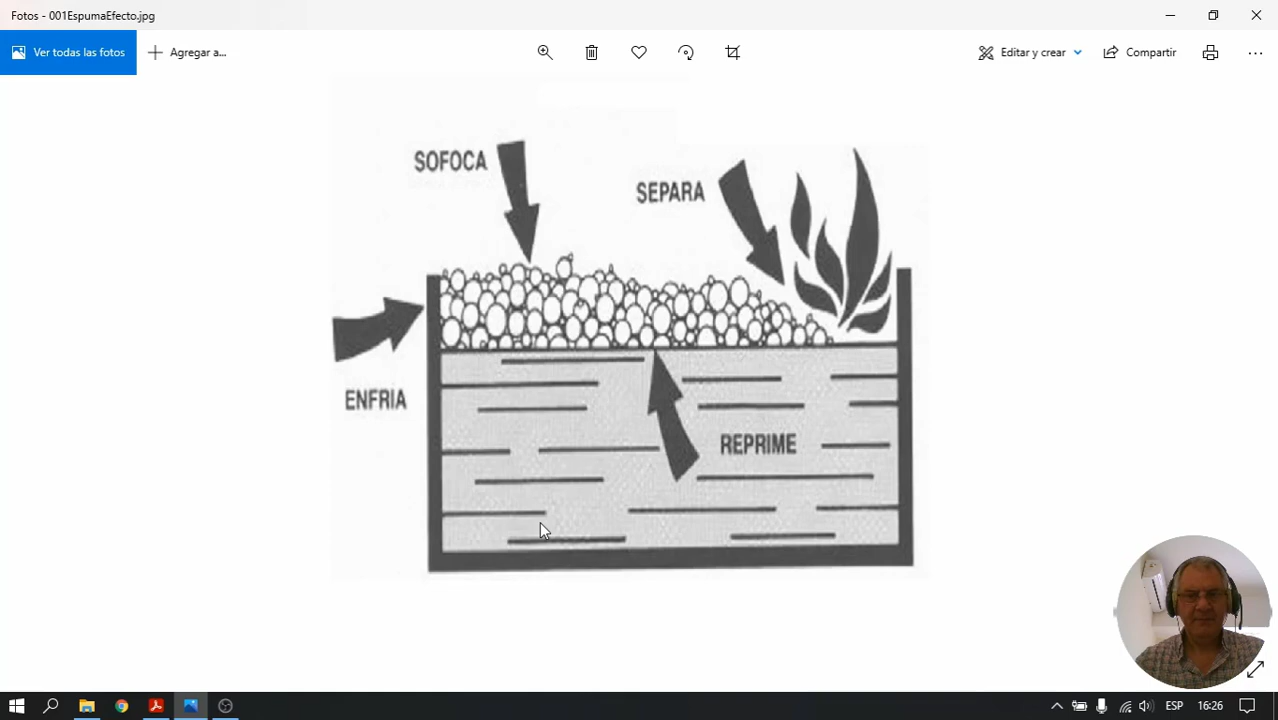 Fotos - 001EspumaEfecto.jpg
Ver todas las fotos
Agregar a...
Editar y crear
Compartir
SOFOCA
SEPARA
ENFRIA
REPRIME
ESP
16:26